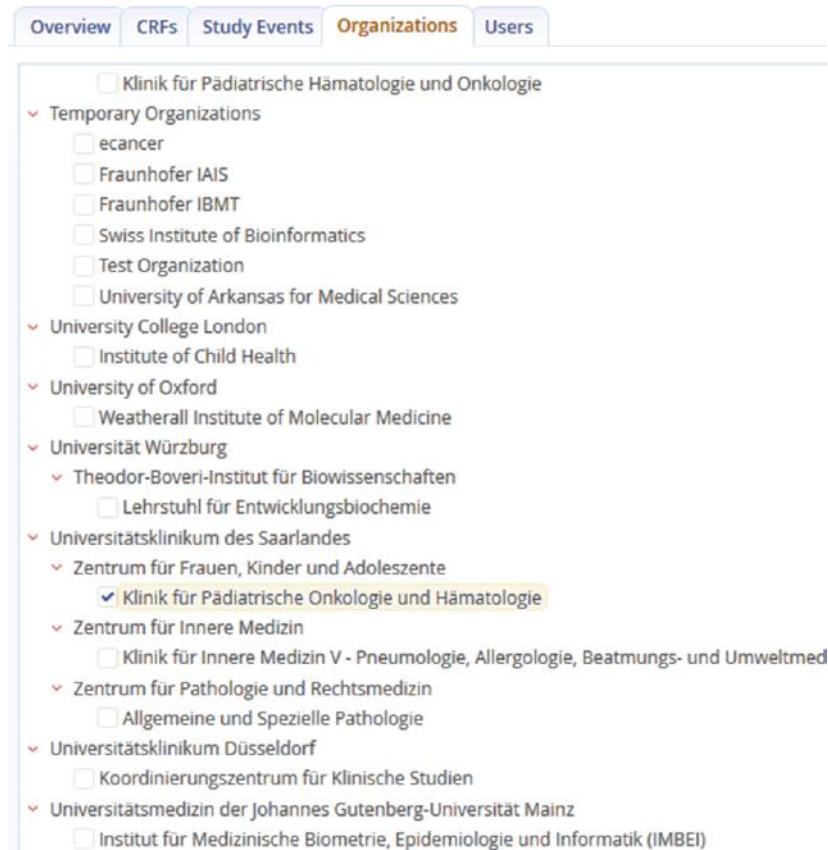 Overview CRFs Study Events Organizations Users
Klinik für Pädiatrische Hämatologie und Onkologie
Temporary Organizations
ecancer
Fraunhofer IAIS
Fraunhofer IBMT
Swiss Institute of Bioinformatics
Test Organization
University of Arkansas for Medical Sciences
University College London
Institute of Child Health
University of Oxford
Weatherall Institute of Molecular Medicine
Universität Würzburg
Theodor-Boveri-Institut für Biowissenschaften
Lehrstuhl für Entwicklungsbiochemie
Universitätsklinikum des Saarlandes
Zentrum für Frauen, Kinder und Adoleszente
Klinik für Pädiatrische Onkologie und Hämatologie
Zentrum für Innere Medizin
Klinik für Innere Medizin V - Pneumologie, Allergologie, Beatmungs- und Umweltmed
Zentrum für Pathologie und Rechtsmedizin
Allgemeine und Spezielle Pathologie
Universitätsklinikum Düsseldorf
Koordinierungszentrum für Klinische Studien
Universitätsmedizin der Johannes Gutenberg-Universität Mainz
Institut für Medizinische Biometrie, Epidemiologie und Informatik (IMBEI)